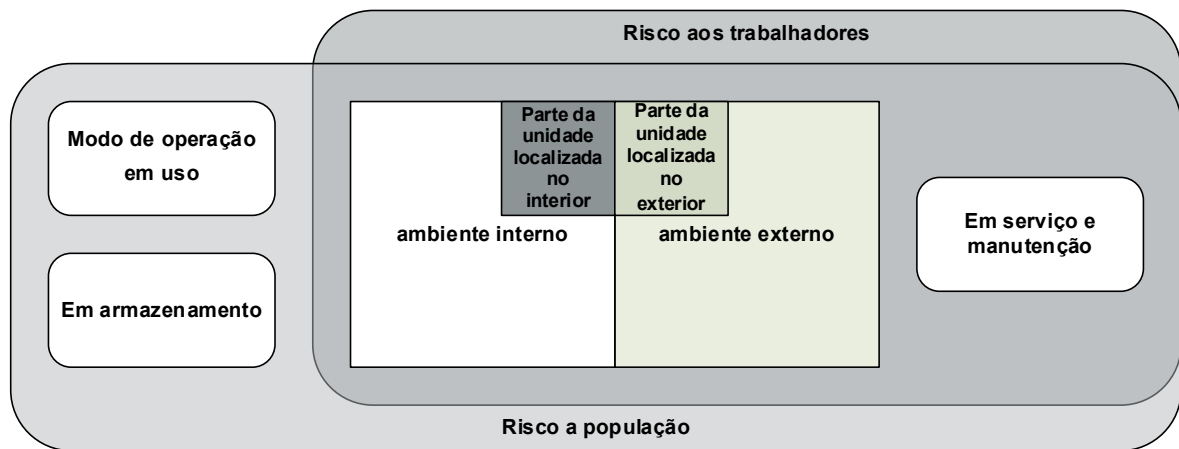 Risco aos trabalhadores
Modo de operação
em uso
Em armazenamento
Parte da
unidade
localizada
no
interior
Parte da
unidade
localizada
no
exterior
ambiente interno
ambiente externo
Em serviço e
manutenção
Risco a população